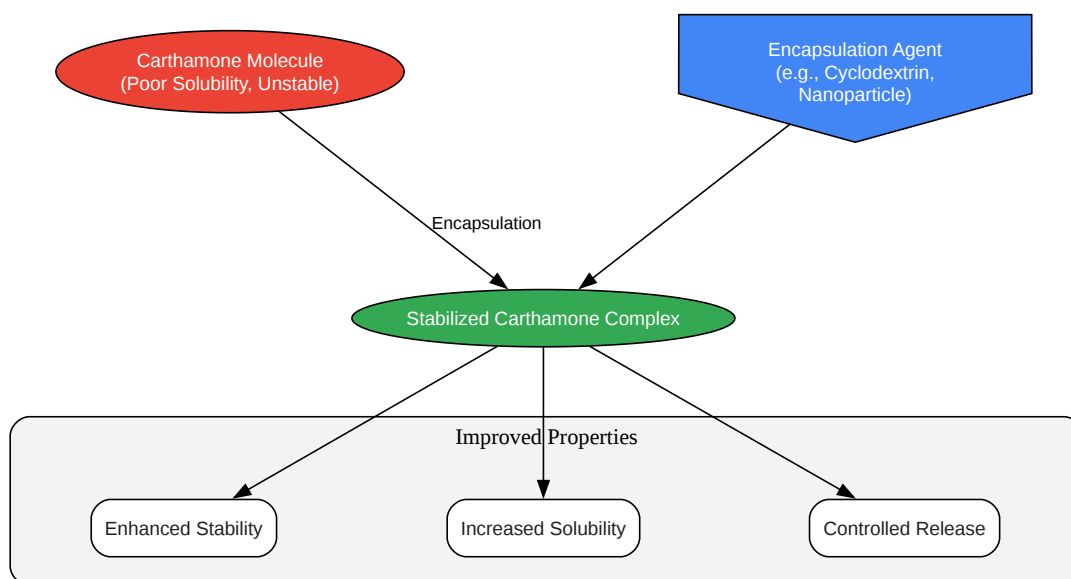 Carthamone Molecule
(Poor Solubility, Unstable)
Encapsulation Agent
(e.g., Cyclodextrin,
Nanoparticle)
Encapsulation
Stabilized Carthamone Complex
Improved Properties
Enhanced Stability
Increased Solubility
Controlled Release